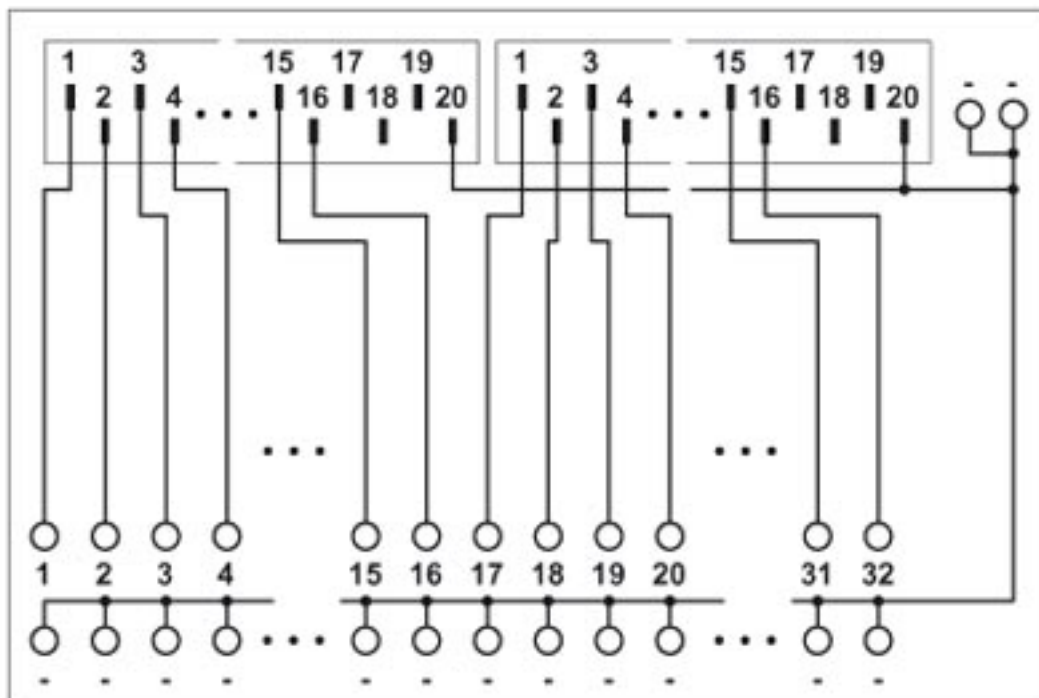 1 3 15 17 19 1 3 15 17 19 - -
2 4 . . . 16 18 20 2 4 . . . 16 18 20
. . . . . .
1 2 3 4 15 16 17 18 19 20 31 32
. . . . . .
- - - - - - - - - - - -